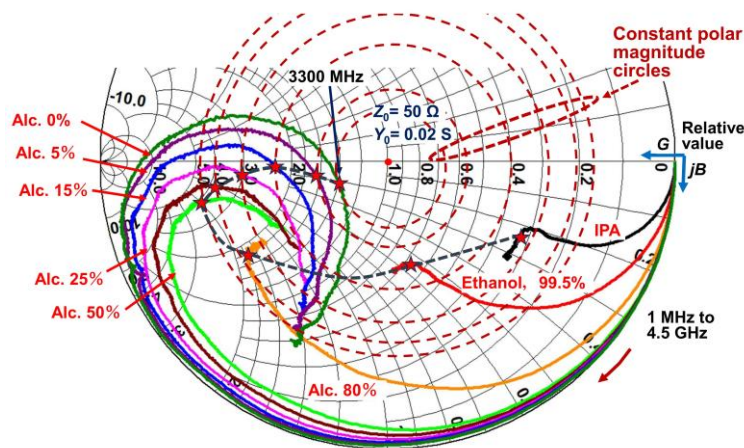 Constant polar
magnitude
circles
3300 MHz
-10.0
Z0= 50 Ω
Y0= 0.02 S
Alc. 0%
Alc. 5%
Alc. 15%
Alc. 25%
Alc. 50%
Alc. 80%
Relative
value
G
jB
1.0
0.8
0.4
0.2
0
IPA
Ethanol, 99.5%
1 MHz to
4.5 GHz